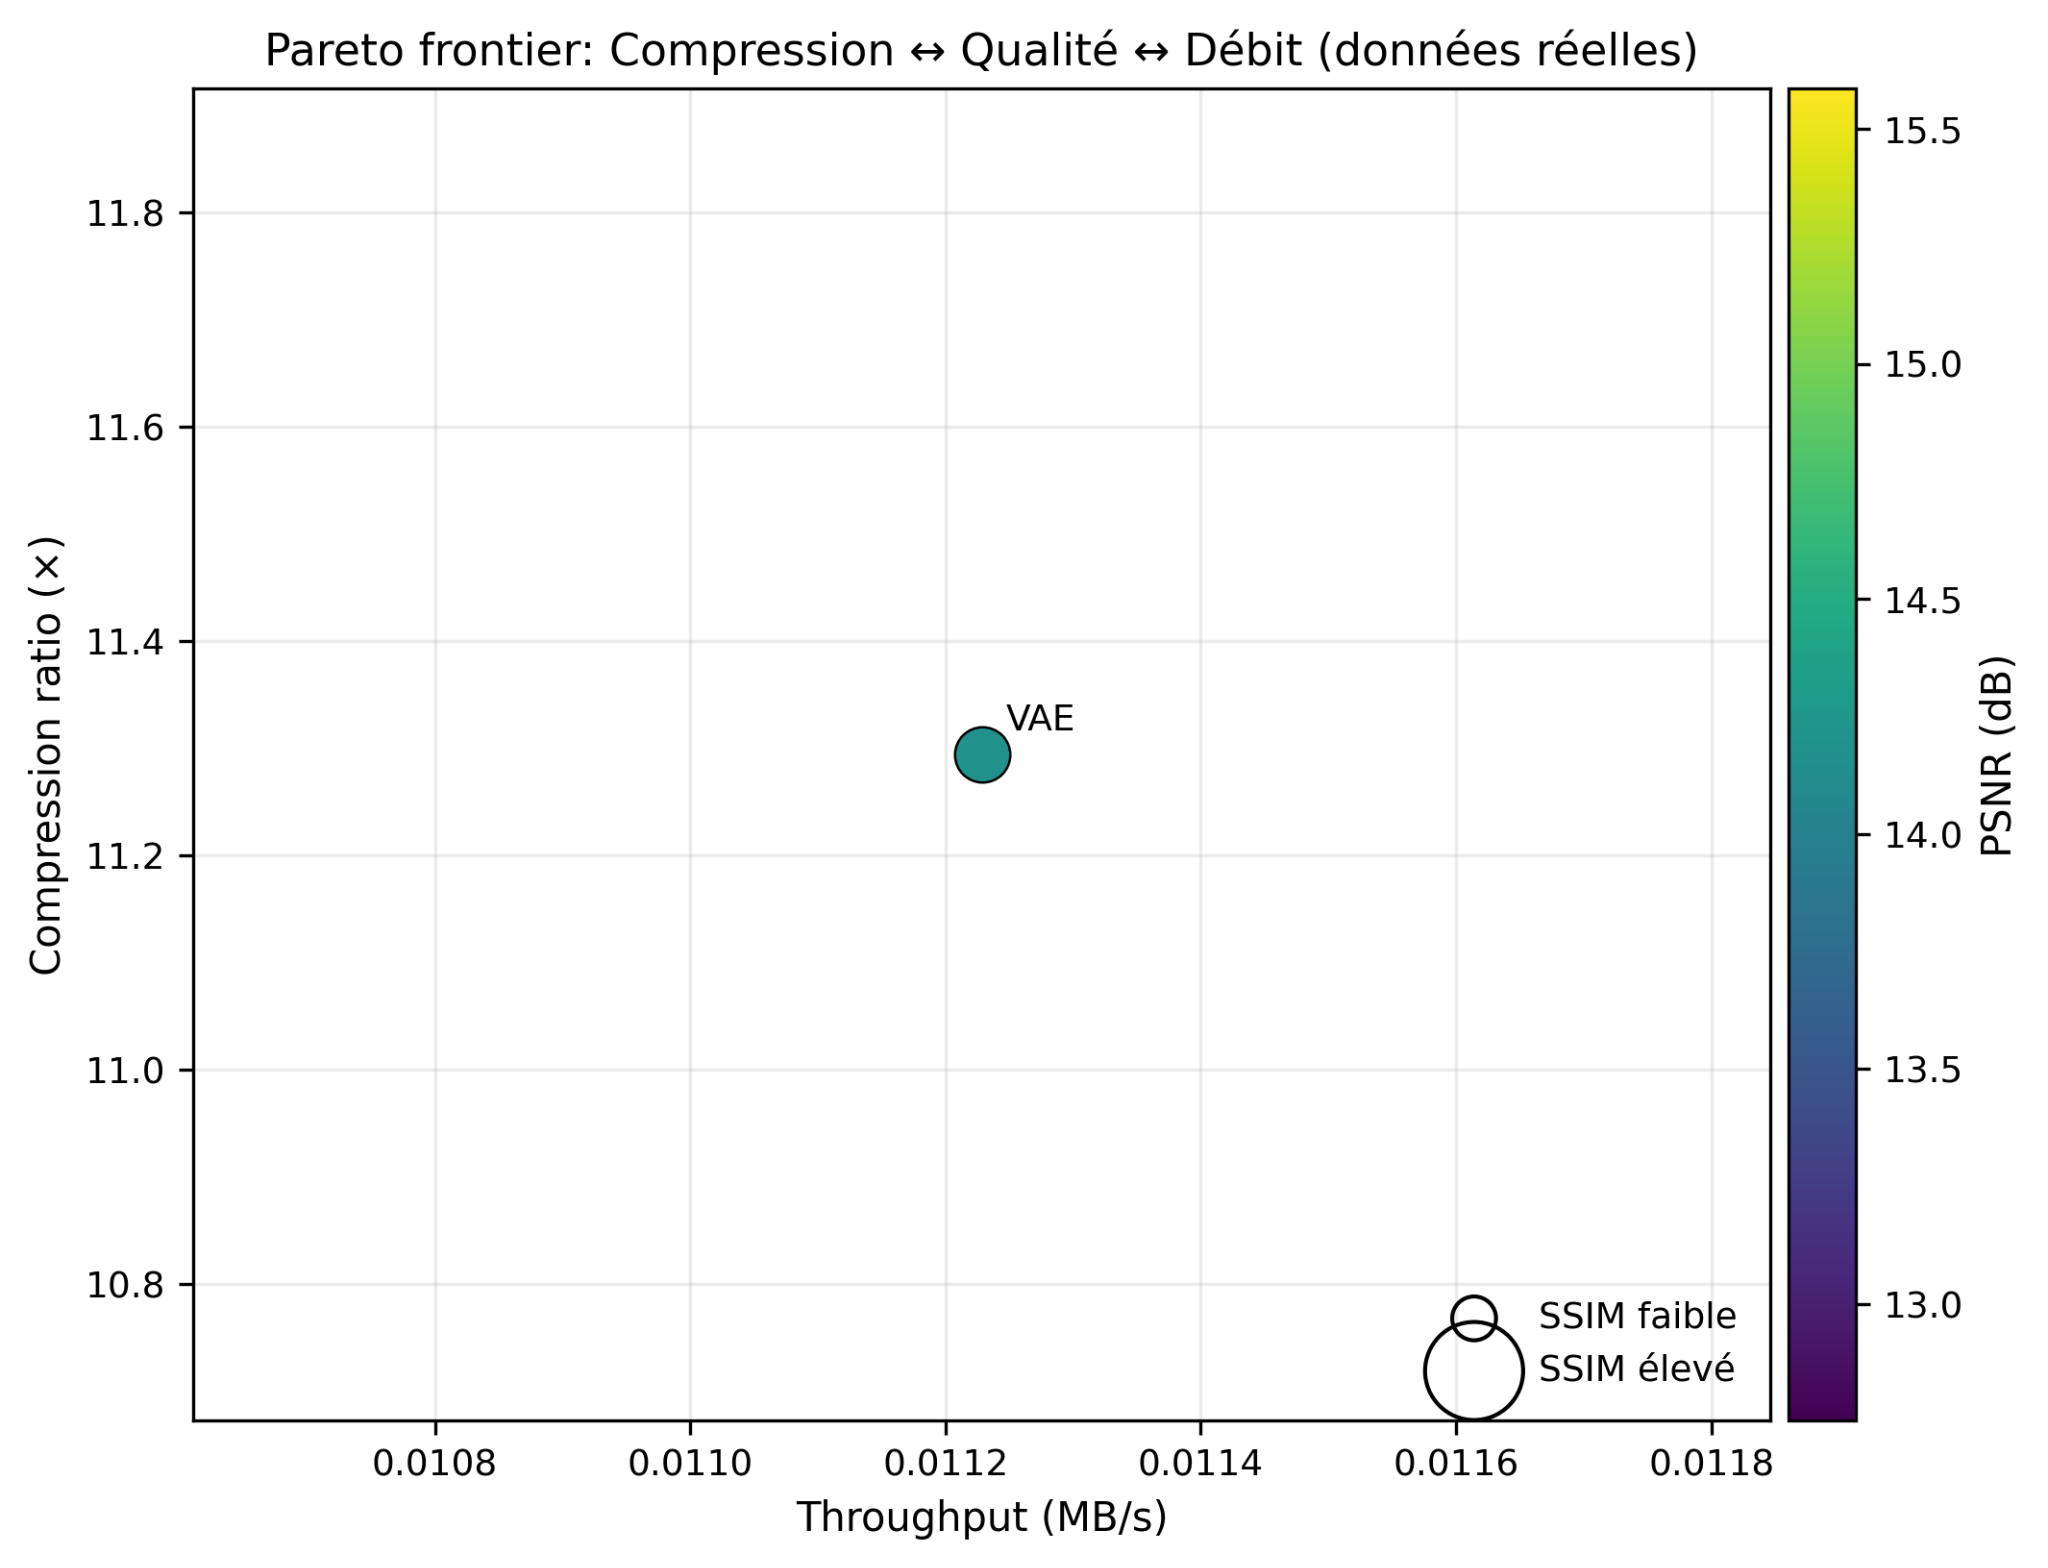 Pareto frontier: Compression ↔ Qualité ↔ Débit (données réelles)
Compression ratio (×)
11.8
11.6
11.4
11.2
11.0
10.8
VAE
SSIM faible
SSIM élevé
0.0108
0.0110
0.0112
0.0114
0.0116
0.0118
Throughput (MB/s)
15.5
15.0
14.5
14.0
13.5
13.0
PSNR (dB)